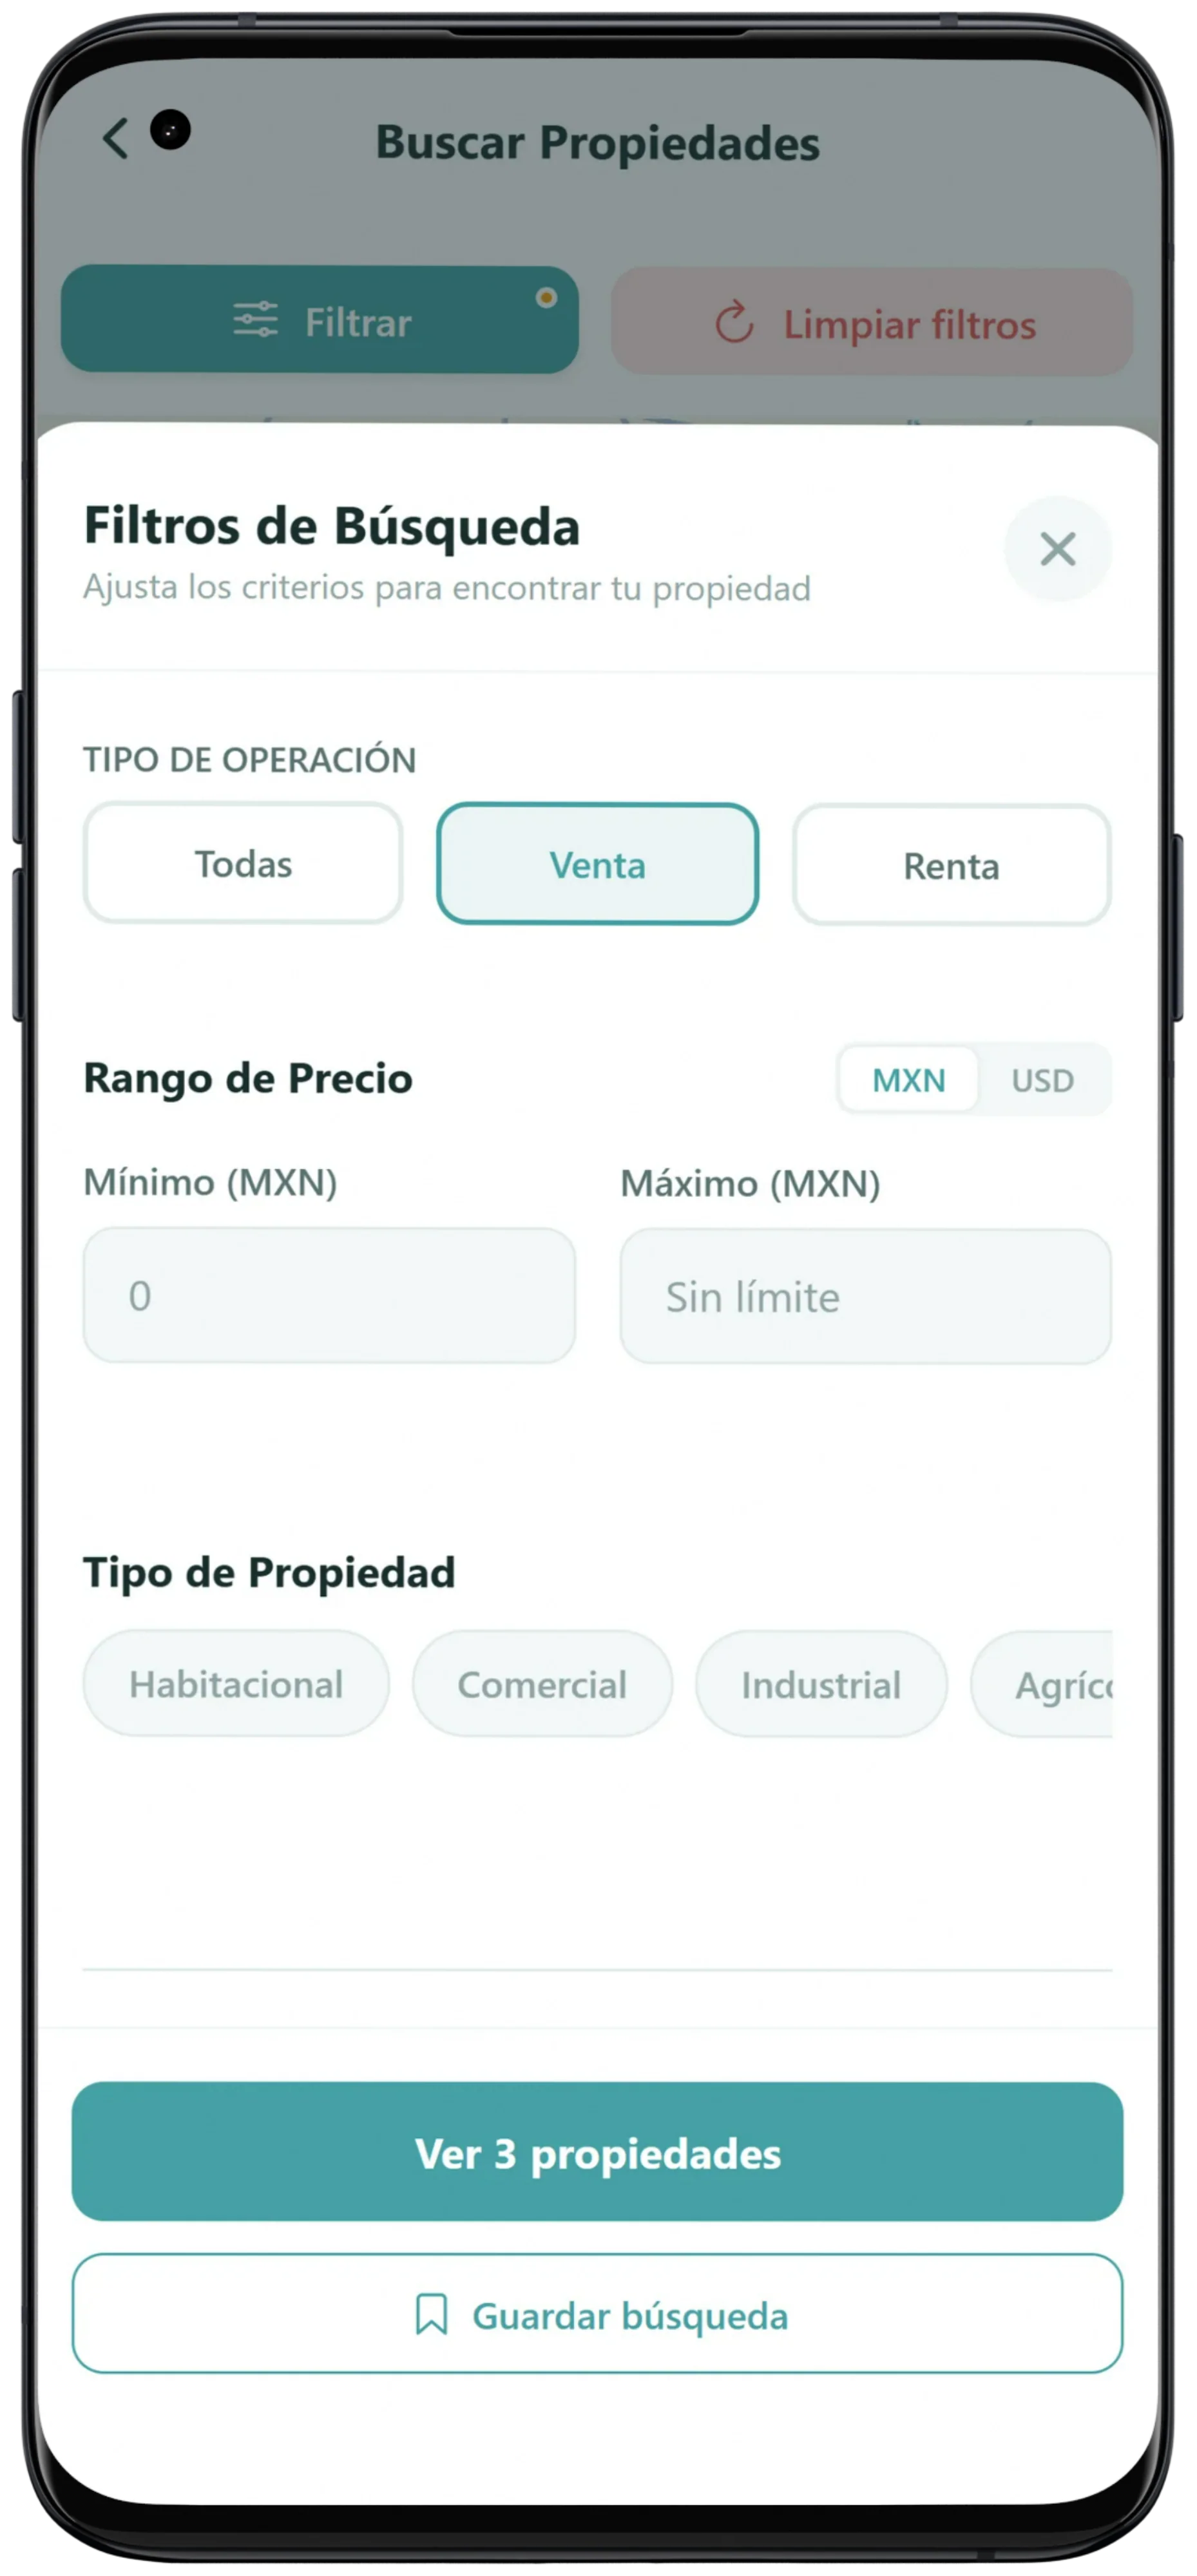 Buscar Propiedades
Filtrar
Limpiar filtros
Filtros de Búsqueda
Ajusta los criterios para encontrar tu propiedad
TIPO DE OPERACIÓN
Todas
Venta
Renta
Rango de Precio
MXN
USD
Mínimo (MXN)
Máximo (MXN)
0
Sin límite
Tipo de Propiedad
Habitacional
Comercial
Industrial
Agríc
Ver 3 propiedades
Guardar búsqueda